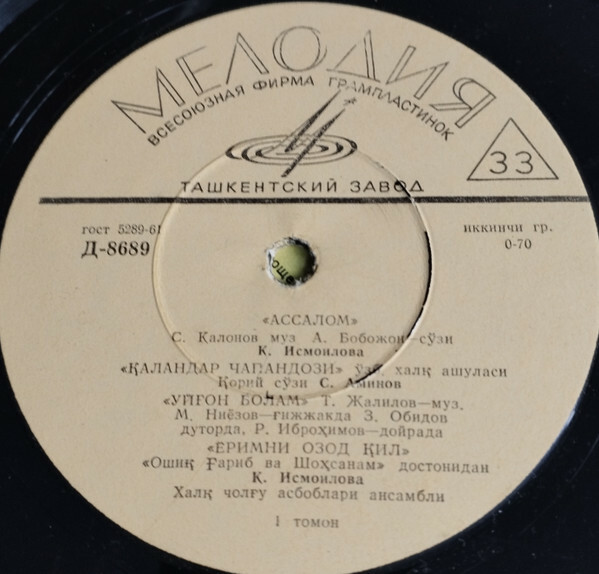 МЕЛОДИЯ
ВСЕСОЮЗНАЯ ФИРМА ГРАМПЛАСТИНОК
33
ТАШКЕНТСКИЙ ЗАВОД
гост 5289-61
Д-8689
иккинчи гр.
0-70
«АССАЛОМ»
С. Қалонов муз А. Бобожон—сўзи
К. Исмоилова
«ҚАЛАНДАР ЧАПАНДОЗИ» ўзб. халқ ашуласи
Қорий сўзи С. Аминов
«УЙҒОН БОЛАМ» Т. Жалилов—муз.
М. Ниёзов—ғижжакда З. Обидов
дуторда, Р. Иброҳимов—дойрада
«ЁРИМНИ ОЗОД ҚИЛ»
«Ошиқ Ғариб ва Шоҳсанам» достонидан
К. Исмоилова
Халқ чолғу асбоблари ансамбли
1 томон